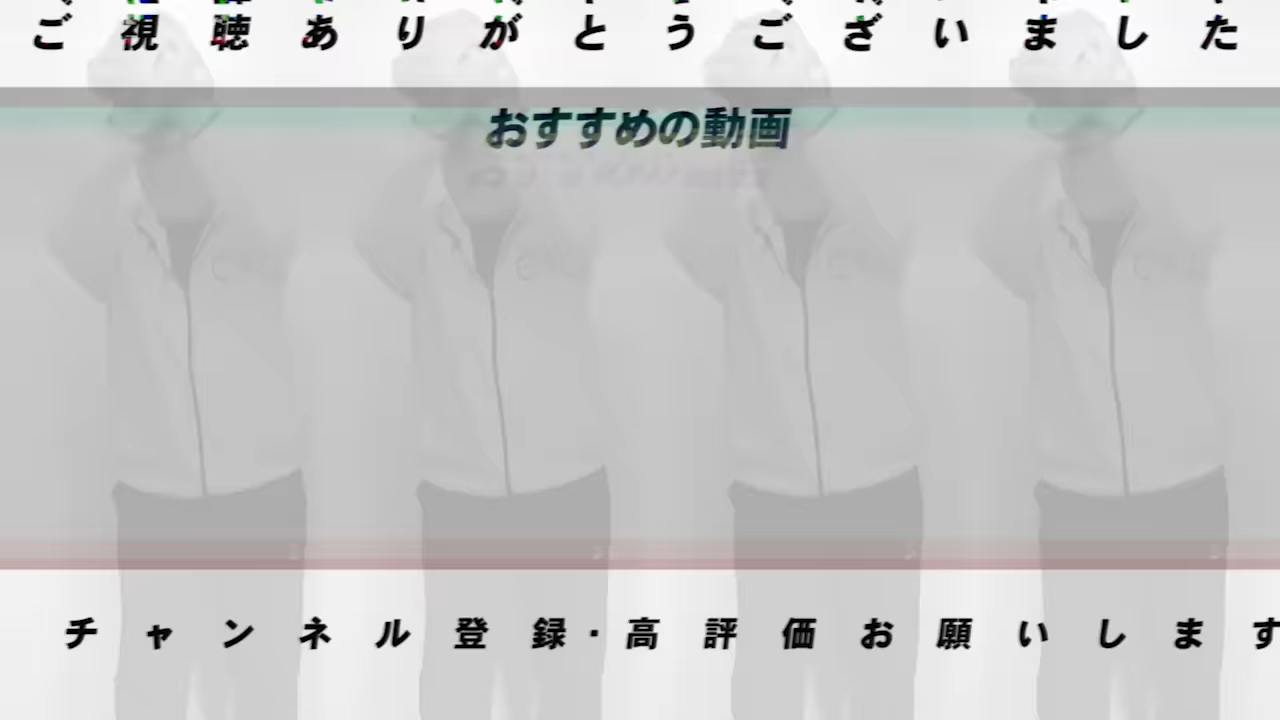 ご視聴ありがとうございました
おすすめの動画
チャンネル登録・高評価お願いします